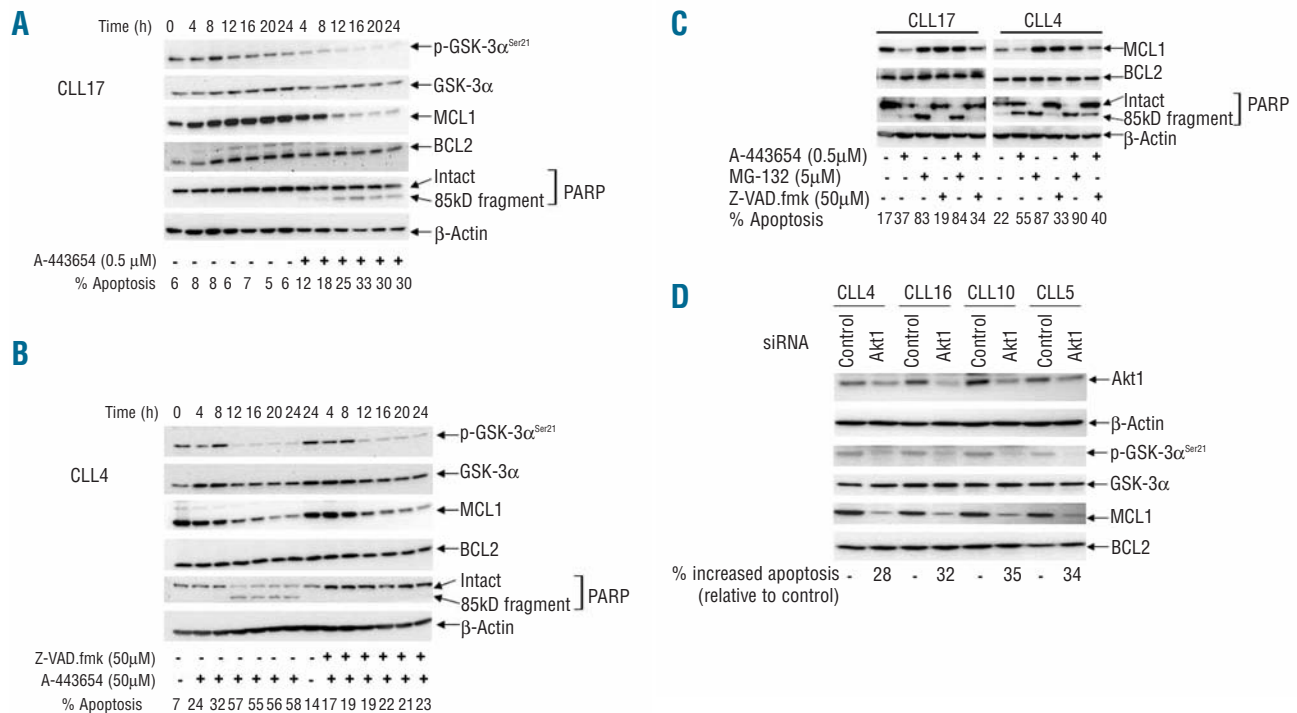 A
Time (h) 0 4 8 12 16 20 24 4 8 16 20 24
p-GSK-3αSer21
CLL17
GSK-3α
MCL1
BCL2
Intact
85kD fragment
PARP
β-Actin
A-443654 (0.5 μM) - - - - - - - + + + + + +
% Apoptosis 6 8 8 6 7 5 6 12 18 25 33 30 30
B
Time (h) 0 4 8 12 16 20 24 24 4 8 12 16 20 24
p-GSK-3αSer21
CLL4
GSK-3α
MCL1
BCL2
Intact
85kD fragment
PARP
β-Actin
Z-VAD.fmk (50μM) - - - - - - - - + + + + + +
A-443654 (50μM) - + + + + + + - + + + + + +
% Apoptosis 7 24 32 57 55 56 58 14 17 19 19 22 21 23
C
CLL17 CLL4
MCL1
BCL2
Intact
85kD fragment
PARP
β-Actin
A-443654 (0.5μM) - + - - + + - + - - + +
MG-132 (5μM) - - + - + - - - + - + -
Z-VAD.fmk (50μM) - - - + - + - - - + - +
% Apoptosis 17 37 83 19 84 34 22 55 87 33 90 40
D
CLL4 CLL16 CLL10 CLL5
siRNA
Control Akt1 Control Akt1 Control Akt1 Control Akt1
Akt1
β-Actin
p-GSK-3αSer21
GSK-3α
MCL1
BCL2
% increased apoptosis - 28 - 32 - 35 - 34
(relative to control)